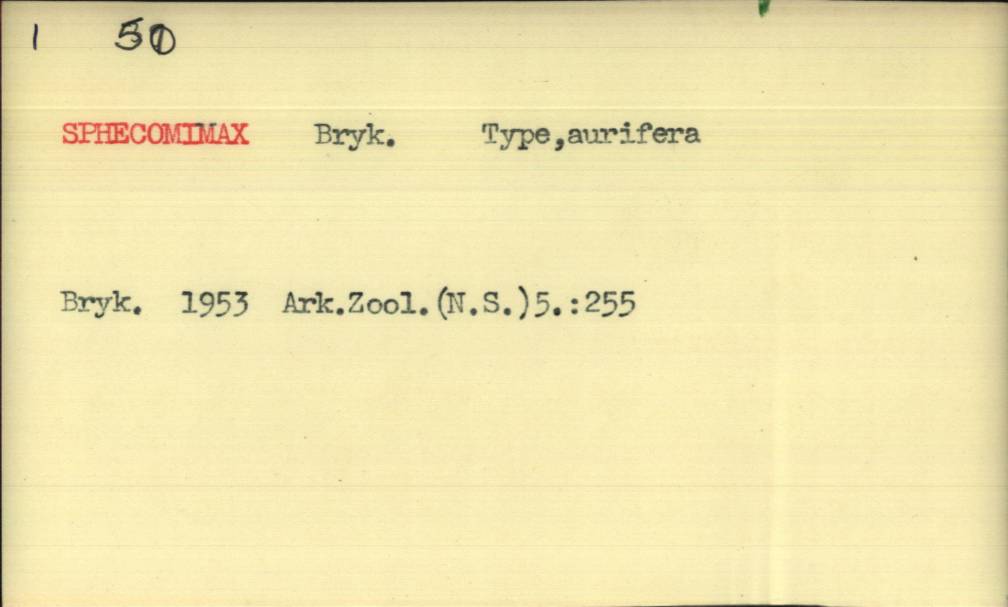 1 50
SPHECOMIMAX Bryk. Type,aurifera
Bryk. 1953 Ark.Zool.(N.S.)5.:255